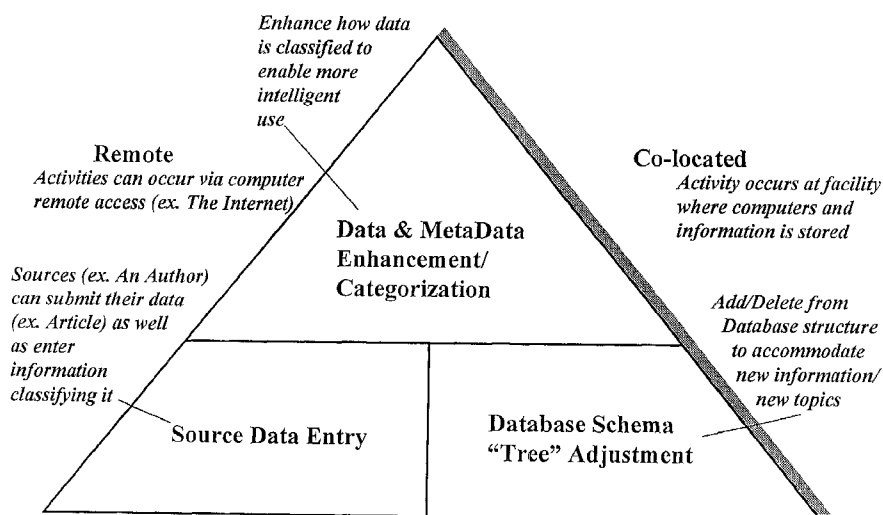 Enhance how data
is classified to
enable more
intelligent
use
Remote
Activities can occur via computer
remote access (ex. The Internet)
Co-located
Activity occurs at facility
where computers and
information is stored
Data & MetaData
Enhancement/
Categorization
Sources (ex. An Author)
can submit their data
(ex. Article) as well
as enter
information
classifying it
Add/Delete from
Database structure
to accommodate
new information/
new topics
Source Data Entry
Database Schema
“Tree” Adjustment